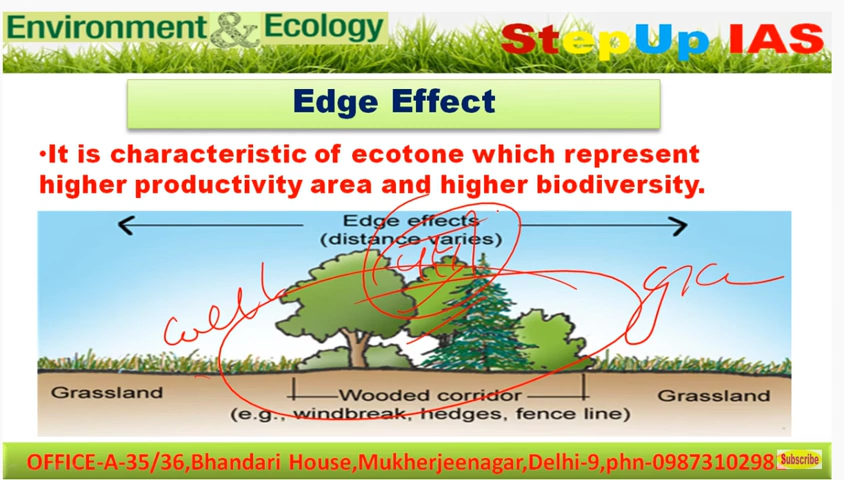 Environment & Ecology
StepUp IAS
Edge Effect
•It is characteristic of ecotone which represent
higher productivity area and higher biodiversity.
Edge effects
(distance varies)
Grassland
Wooded corridor
Grassland
(e.g., windbreak, hedges, fence line)
OFFICE-A-35/36,Bhandari House,Mukherjeenagar,Delhi-9,phn-0987310298
Subscribe